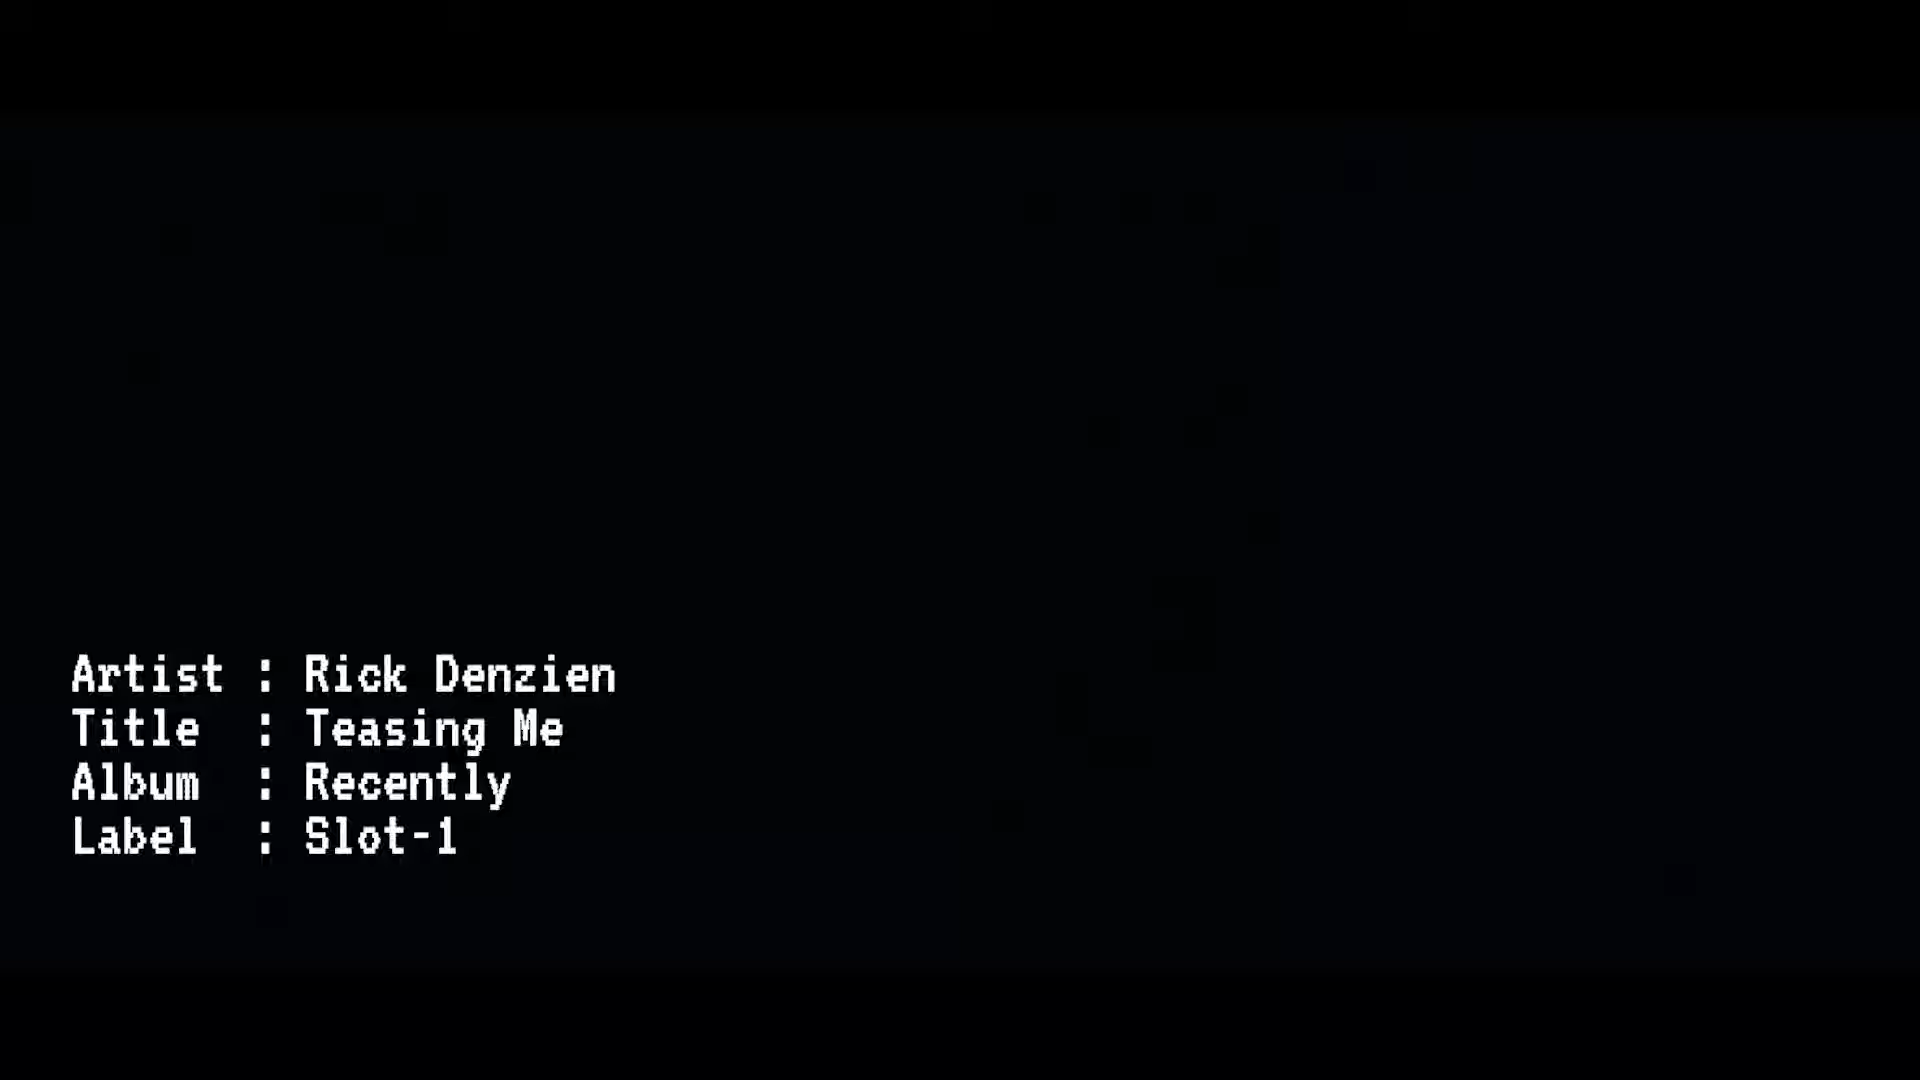 Artist : Rick Denzien
Title  : Teasing Me
Album  : Recently
Label  : Slot-1